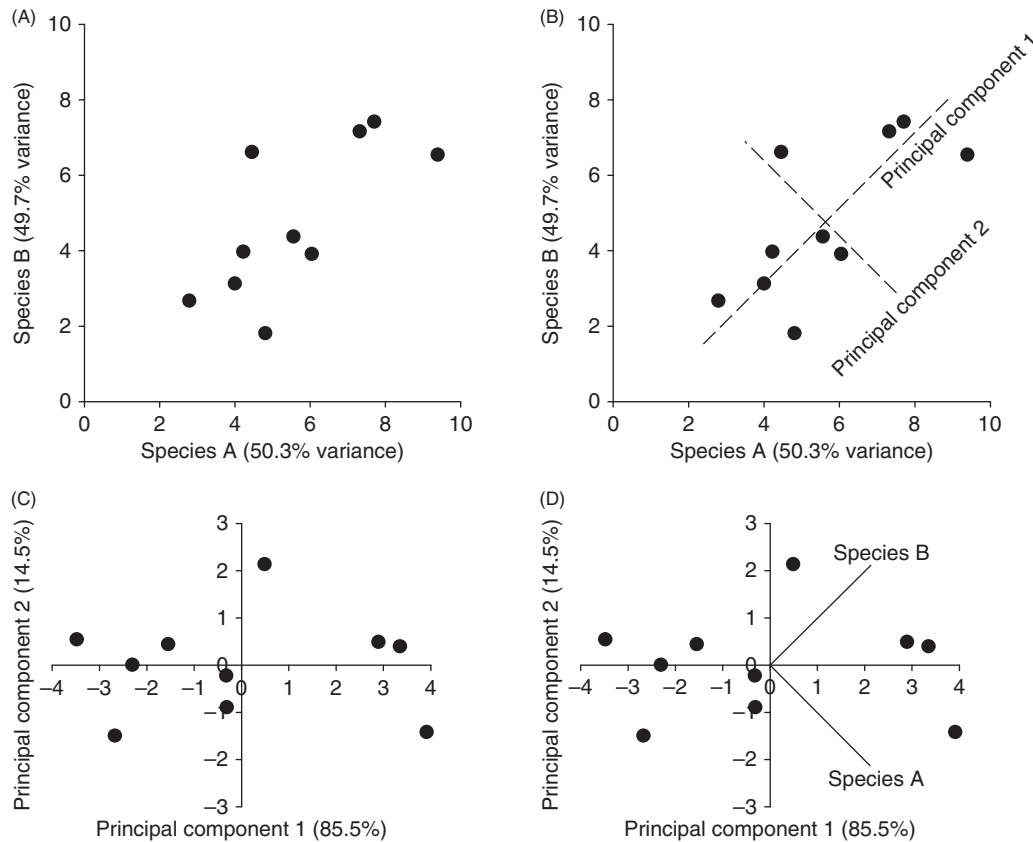 (A)
10
8
6
4
2
0
0 2 4 6 8 10
Species B (49.7% variance)
Species A (50.3% variance)
(B)
10
8
6
4
2
0
0 2 4 6 8 10
Species B (49.7% variance)
Species A (50.3% variance)
Principal component 1
Principal component 2
(C)
3
2
1
0
–1
–2
–3
–4 –3 –2 –1 0 1 2 3 4
Principal component 2 (14.5%)
Principal component 1 (85.5%)
(D)
3
2
1
0
–1
–2
–3
–4 –3 –2 –1 0 1 2 3 4
Principal component 2 (14.5%)
Principal component 1 (85.5%)
Species B
Species A